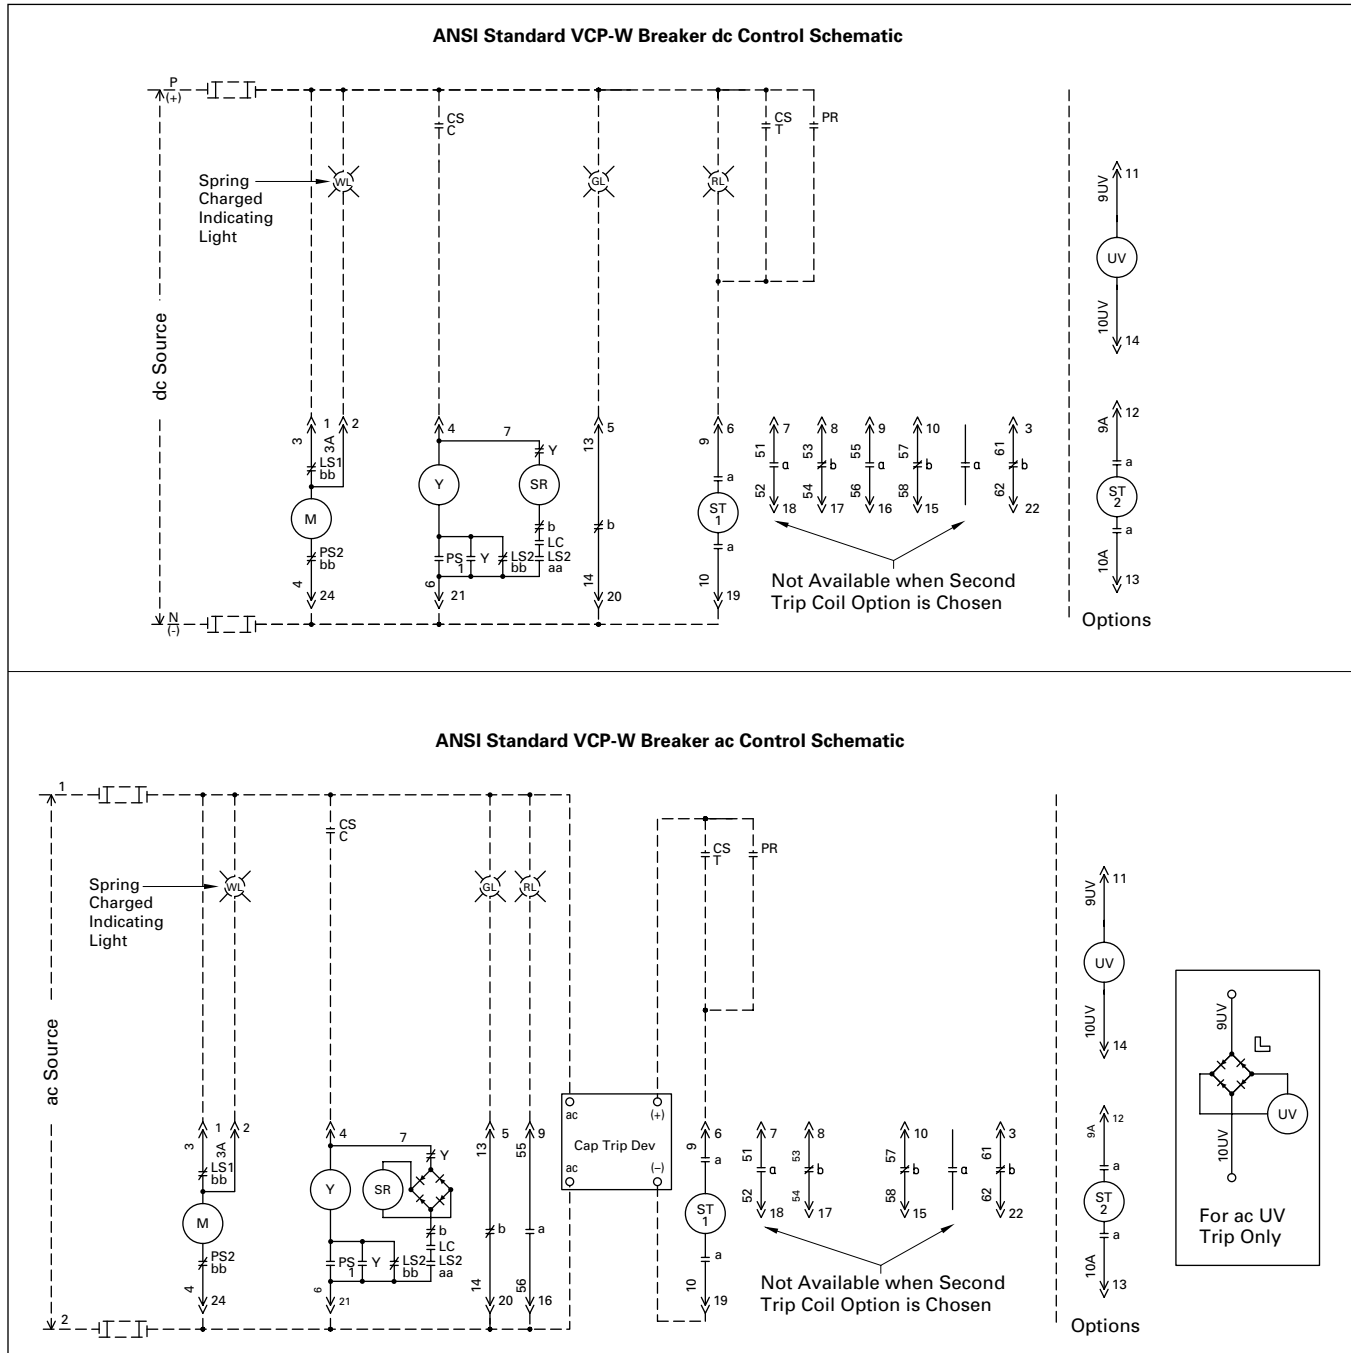 ANSI Standard VCP-W Breaker dc Control Schematic
P
(+)
CS
C
CS
T
PR
Spring
Charged
Indicating
Light
WL
GL
RL
11
9UV
UV
10UV
14
dc Source
1
2
3
3A
LS1
bb
M
PS2
bb
4
24
4
7
Y
Y
SR
b
LC
LS2
aa
PS
1
Y
LS2
bb
6
21
5
13
b
14
20
6
9
a
ST
1
a
10
19
7
51
a
52
18
8
53
b
54
17
9
55
a
56
16
10
57
b
58
15
a
3
61
b
62
22
12
9A
a
ST
2
a
10A
13
Not Available when Second
Trip Coil Option is Chosen
N
(-)
Options
ANSI Standard VCP-W Breaker ac Control Schematic
1
CS
C
CS
T
PR
Spring
Charged
Indicating
Light
WL
GL
RL
11
9UV
UV
10UV
14
ac Source
1
2
3
3A
LS1
bb
M
PS2
bb
4
24
4
7
Y
Y
SR
b
LC
LS2
aa
PS
1
Y
LS2
bb
6
21
5
13
b
14
20
9
55
a
56
16
ac
(+)
Cap Trip Dev
ac
(–)
6
9
a
ST
1
a
10
19
7
51
a
52
18
8
53
b
54
17
10
57
b
58
15
a
3
61
b
62
22
12
9A
a
ST
2
a
10A
13
9UV
UV
10UV
For ac UV
Trip Only
Not Available when Second
Trip Coil Option is Chosen
2
Options